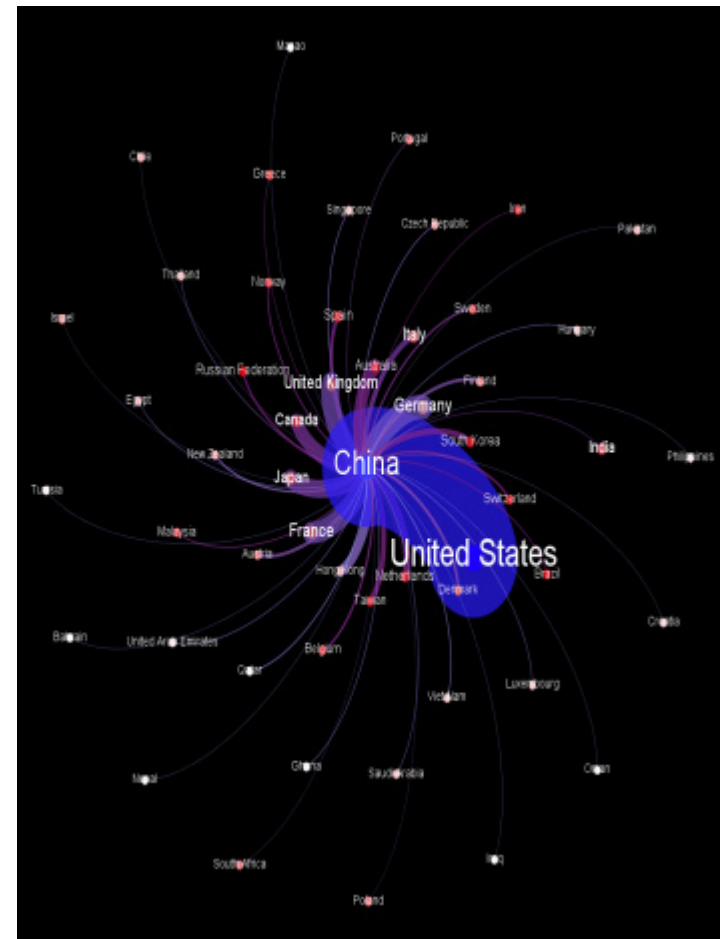 Macao
Portugal
Chile
Greece
Singapore
Iran
Czech Republic
Pakistan
Thailand
Norway
Sweden
Spain
Israel
Italy
Hungary
Australia
Russian Federation
United Kingdom
Finland
Egypt
Germany
Canada
South Korea
India
New Zealand
China
Philippines
Japan
Tunisia
Switzerland
Malaysia
France
United States
Austria
Hong Kong
Netherlands
Brazil
Denmark
Taiwan
Croatia
Bahrain
United Arab Emirates
Belgium
Qatar
Luxembourg
Vietnam
Ghana
Saudi Arabia
Oman
Nepal
Iraq
South Africa
Poland